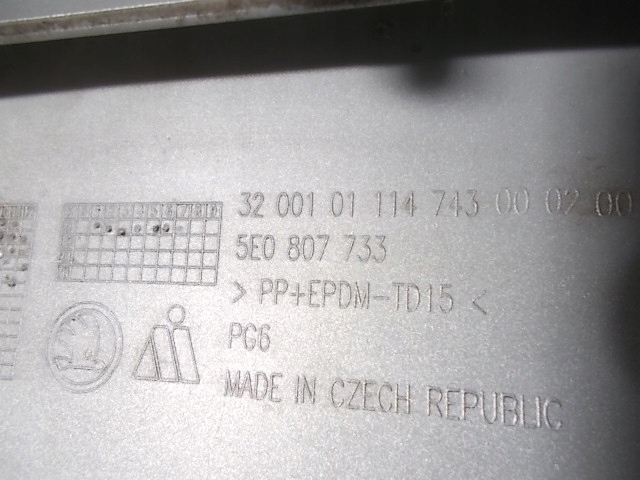 32 001 01 114 743 00 02 00
5E0 807 733
> PP+EPDM-TD15 <
PG6
MADE IN CZECH REPUBLIC